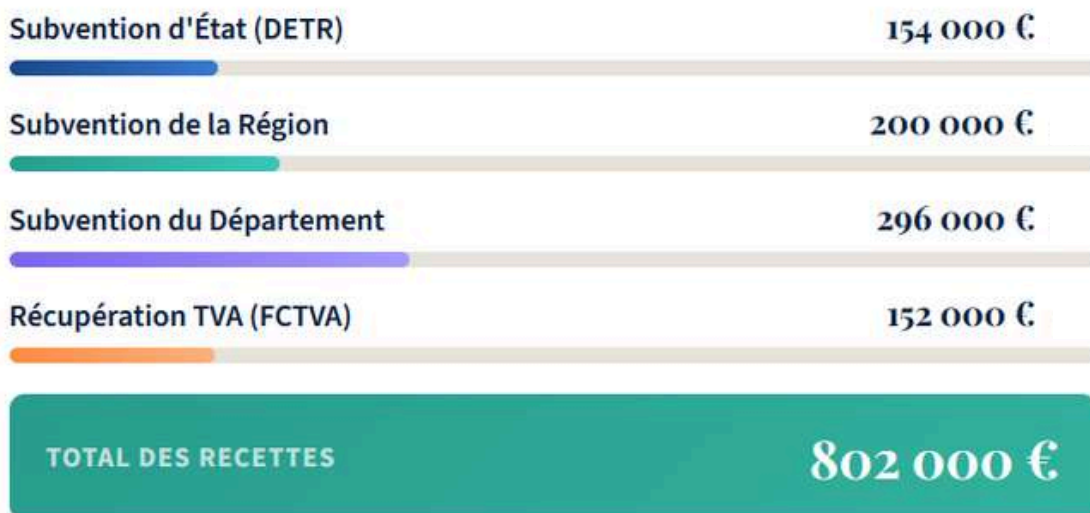 Subvention d'État (DETR) 154 000 €
Subvention de la Région 200 000 €
Subvention du Département 296 000 €
Récupération TVA (FCTVA) 152 000 €
TOTAL DES RECETTES 802 000 €